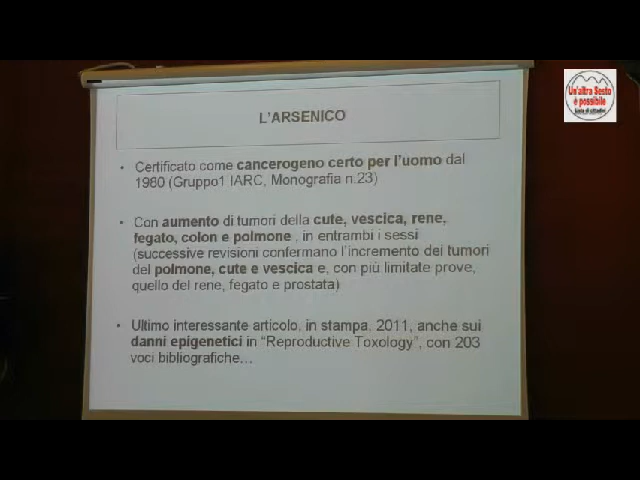 L'ARSENICO
• Certificato come cancerogeno certo per l'uomo dal
1980 (Gruppo1 IARC, Monografia n.23)
• Con aumento di tumori della cute, vescica, rene,
fegato, colon e polmone , in entrambi i sessi
(successive revisioni confermano l'incremento dei tumori
del polmone, cute e vescica e, con più limitate prove,
quello del rene, fegato e prostata)
• Ultimo interessante articolo, in stampa, 2011, anche sui
danni epigenetici in "Reproductive Toxology", con 203
voci bibliografiche...
Un'altra Sesto
è possibile
lista di cittadini